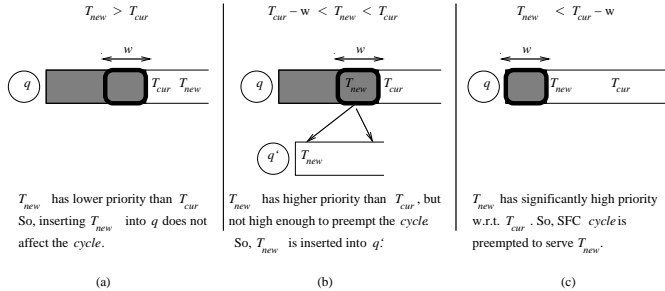 T_new > T_cur
w
q
T_cur T_new
T_new has lower priority than T_cur
So, inserting T_new into q does not
affect the cycle.
(a)
T_cur – w < T_new < T_cur
w
q
T_new
T_cur
q‘
T_new
T_new has higher priority than T_cur, but
not high enough to preempt the cycle.
So, T_new is inserted into q‘.
(b)
T_new < T_cur – w
w
q
T_new
T_cur
T_new has significantly high priority
w.r.t. T_cur. So, SFC cycle is
preempted to serve T_new.
(c)